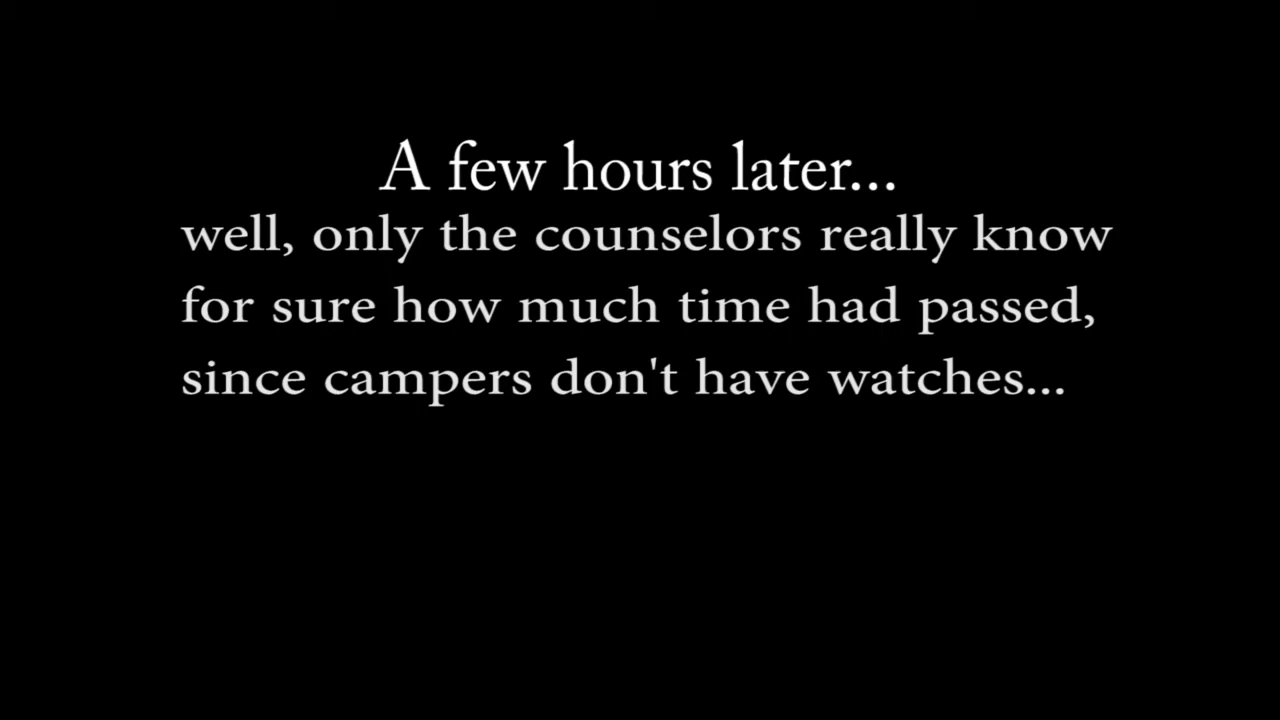 A few hours later...
well, only the counselors really know
for sure how much time had passed,
since campers don't have watches...